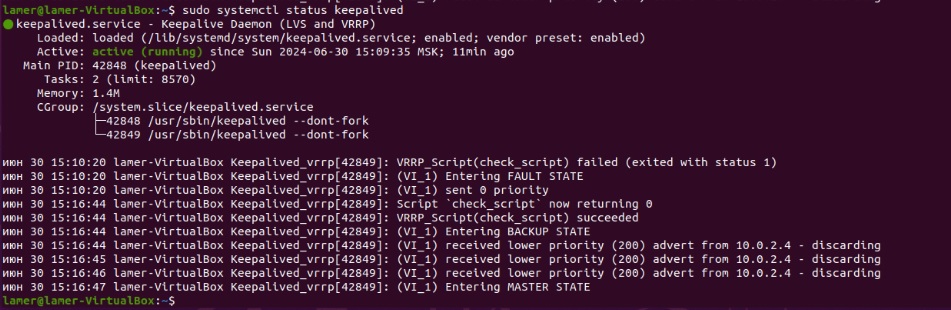 lamer@lamer-VirtualBox:~$ sudo systemctl status keepalived
● keepalived.service - Keepalive Daemon (LVS and VRRP)
     Loaded: loaded (/lib/systemd/system/keepalived.service; enabled; vendor preset: enabled)
     Active: active (running) since Sun 2024-06-30 15:09:35 MSK; 11min ago
   Main PID: 42848 (keepalived)
      Tasks: 2 (limit: 8570)
     Memory: 1.4M
     CGroup: /system.slice/keepalived.service
             ├─42848 /usr/sbin/keepalived --dont-fork
             └─42849 /usr/sbin/keepalived --dont-fork

июн 30 15:10:20 lamer-VirtualBox Keepalived_vrrp[42849]: VRRP_Script(check_script) failed (exited with status 1)
июн 30 15:10:20 lamer-VirtualBox Keepalived_vrrp[42849]: (VI_1) Entering FAULT STATE
июн 30 15:10:20 lamer-VirtualBox Keepalived_vrrp[42849]: (VI_1) sent 0 priority
июн 30 15:16:44 lamer-VirtualBox Keepalived_vrrp[42849]: Script `check_script` now returning 0
июн 30 15:16:44 lamer-VirtualBox Keepalived_vrrp[42849]: VRRP_Script(check_script) succeeded
июн 30 15:16:44 lamer-VirtualBox Keepalived_vrrp[42849]: (VI_1) Entering BACKUP STATE
июн 30 15:16:44 lamer-VirtualBox Keepalived_vrrp[42849]: (VI_1) received lower priority (200) advert from 10.0.2.4 - discarding
июн 30 15:16:45 lamer-VirtualBox Keepalived_vrrp[42849]: (VI_1) received lower priority (200) advert from 10.0.2.4 - discarding
июн 30 15:16:46 lamer-VirtualBox Keepalived_vrrp[42849]: (VI_1) received lower priority (200) advert from 10.0.2.4 - discarding
июн 30 15:16:47 lamer-VirtualBox Keepalived_vrrp[42849]: (VI_1) Entering MASTER STATE
lamer@lamer-VirtualBox:~$